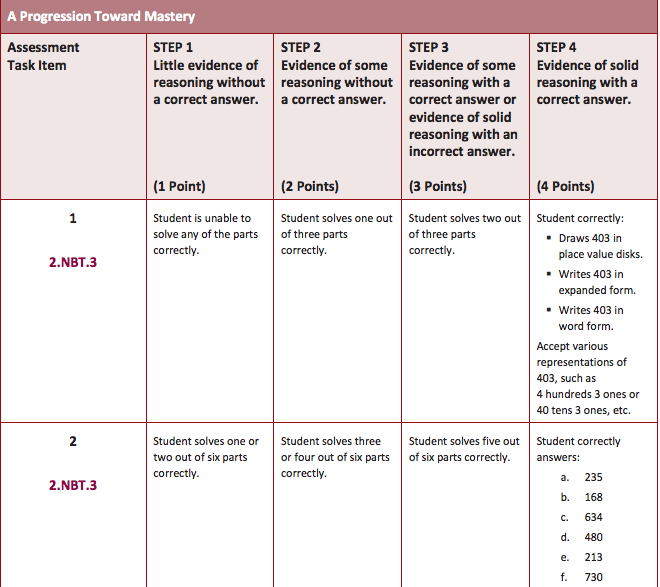 A Progression Toward Mastery
Assessment
Task Item
STEP 1
Little evidence of
reasoning without
a correct answer.
(1 Point)
STEP 2
Evidence of some
reasoning without
a correct answer.
(2 Points)
STEP 3
Evidence of some
reasoning with a
correct answer or
evidence of solid
reasoning with an
incorrect answer.
(3 Points)
STEP 4
Evidence of solid
reasoning with a
correct answer.
(4 Points)
1
2.NBT.3
Student is unable to
solve any of the parts
correctly.
Student solves one out
of three parts
correctly.
Student solves two out
of three parts
correctly.
Student correctly:
▪ Draws 403 in
place value disks.
▪ Writes 403 in
expanded form.
▪ Writes 403 in
word form.
Accept various
representations of
403, such as
4 hundreds 3 ones or
40 tens 3 ones, etc.
2
2.NBT.3
Student solves one or
two out of six parts
correctly.
Student solves three
or four out of six parts
correctly.
Student solves five out
of six parts correctly.
Student correctly
answers:
a. 235
b. 168
c. 634
d. 480
e. 213
f. 730